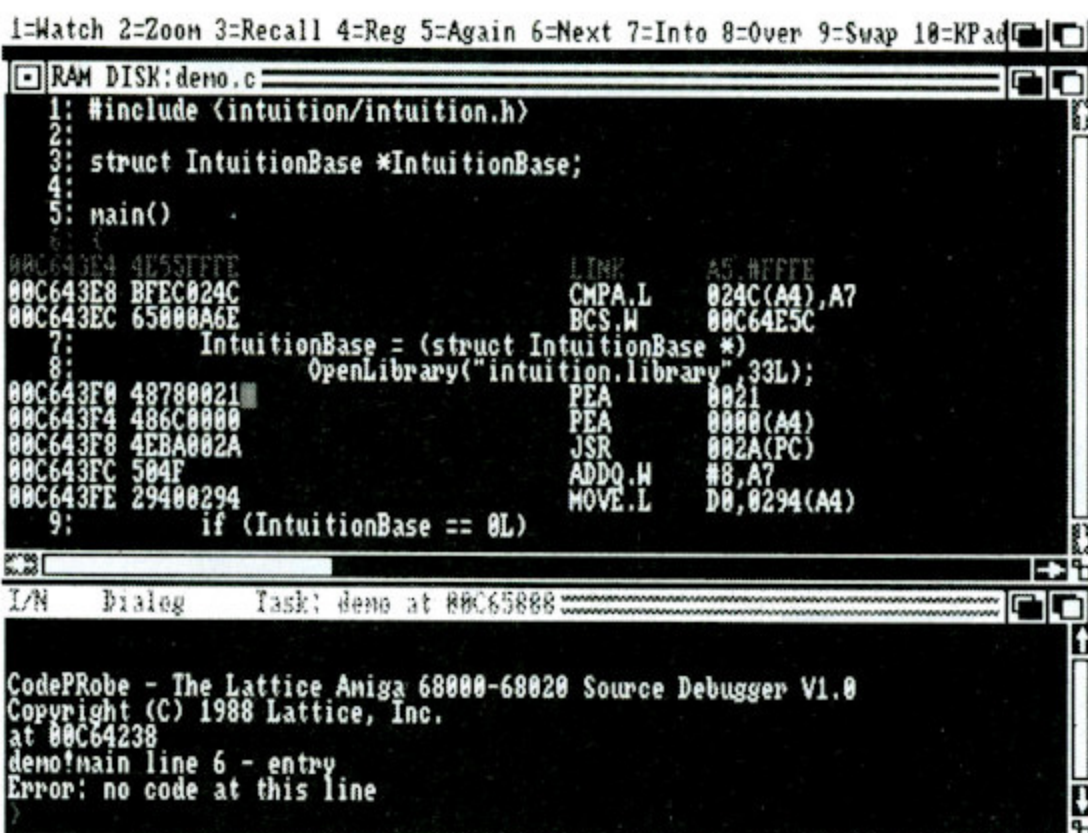 1=Watch 2=Zoom 3=Recall 4=Reg 5=Again 6=Next 7=Into 8=Over 9=Swap 10=KPad
RAM DISK:demo.c
1: #include <intuition/intuition.h>
2:
3: struct IntuitionBase *IntuitionBase;
4:
5: main()
6: {
00C643E4 4E55FFFE LINK A5,#FFFE
00C643E8 BFEC024C CMPA.L 024C(A4),A7
00C643EC 65000A6E BCS.W 00C64E5C
7: IntuitionBase = (struct IntuitionBase *)
8: OpenLibrary("intuition.library",33L);
00C643F0 48780021 PEA 0021
00C643F4 486C0000 PEA 0000(A4)
00C643F8 4EBA002A JSR 002A(PC)
00C643FC 504F ADDQ.W #8,A7
00C643FE 29400294 MOVE.L D0,0294(A4)
9: if (IntuitionBase == 0L)
I/N Dialog Task: demo at 00C65888
CodePRobe - The Lattice Amiga 68000-68020 Source Debugger V1.0
Copyright (C) 1988 Lattice, Inc.
at 00C64238
demo!main line 6 - entry
Error: no code at this line
>